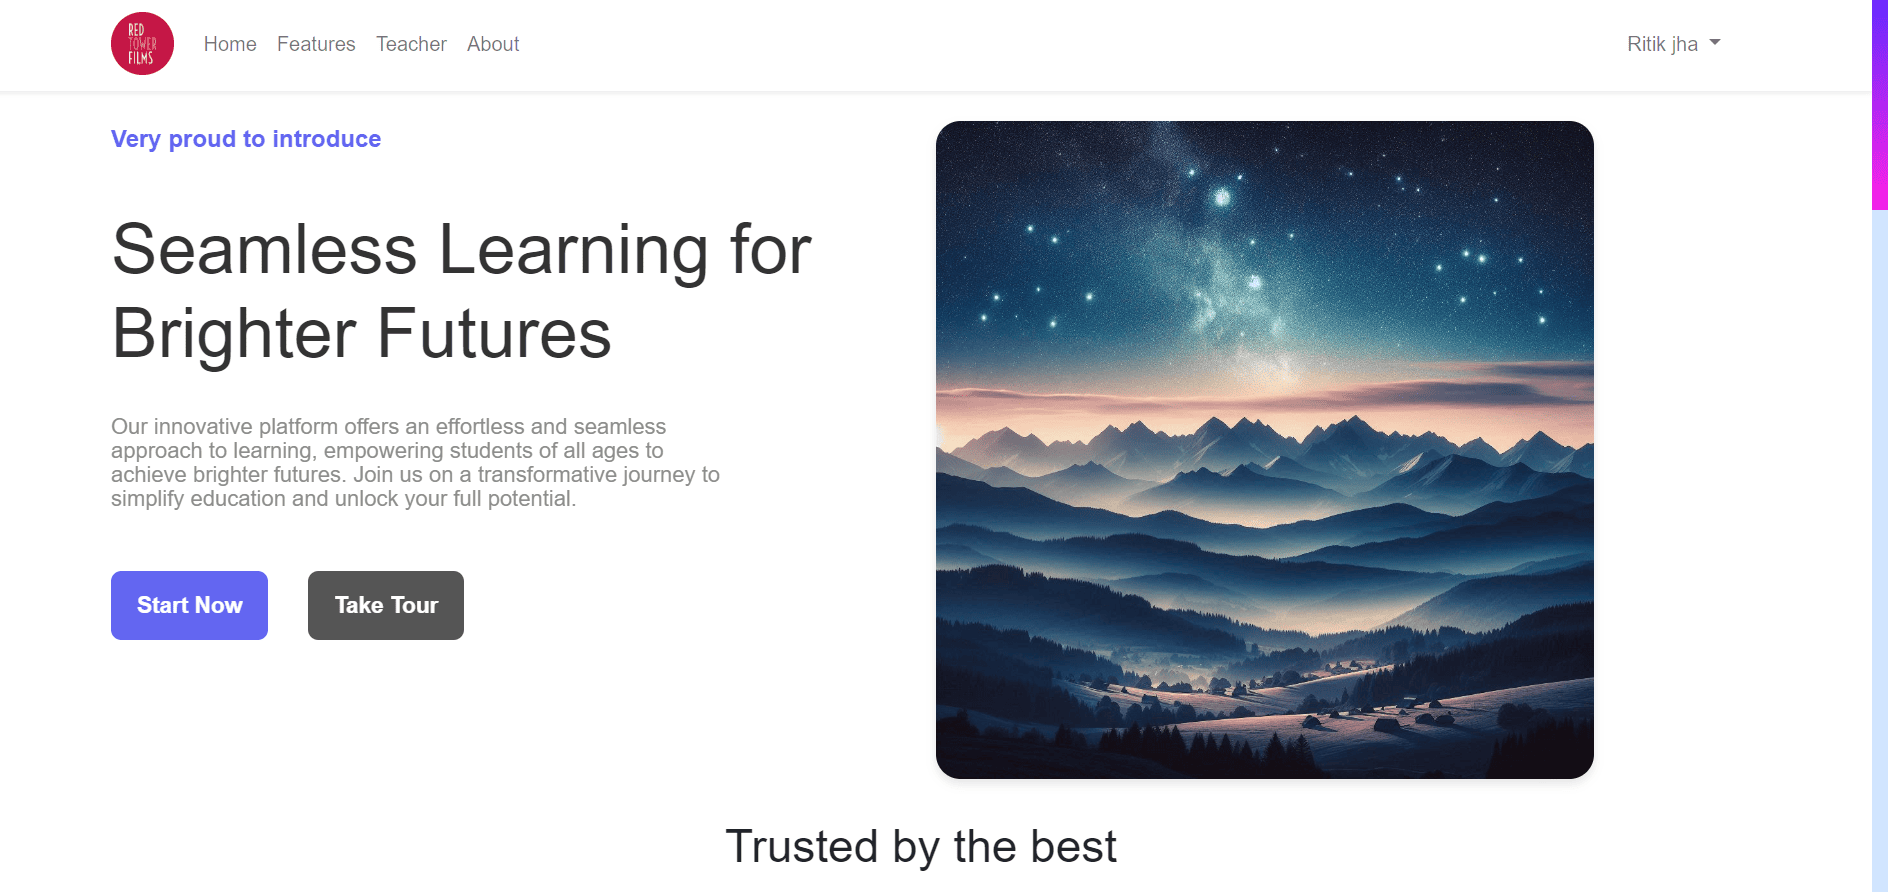 RED
TOWER
FILMS
Home Features Teacher About
Ritik jha
Very proud to introduce
Seamless Learning for
Brighter Futures
Our innovative platform offers an effortless and seamless
approach to learning, empowering students of all ages to
achieve brighter futures. Join us on a transformative journey to
simplify education and unlock your full potential.
Start Now Take Tour
Trusted by the best